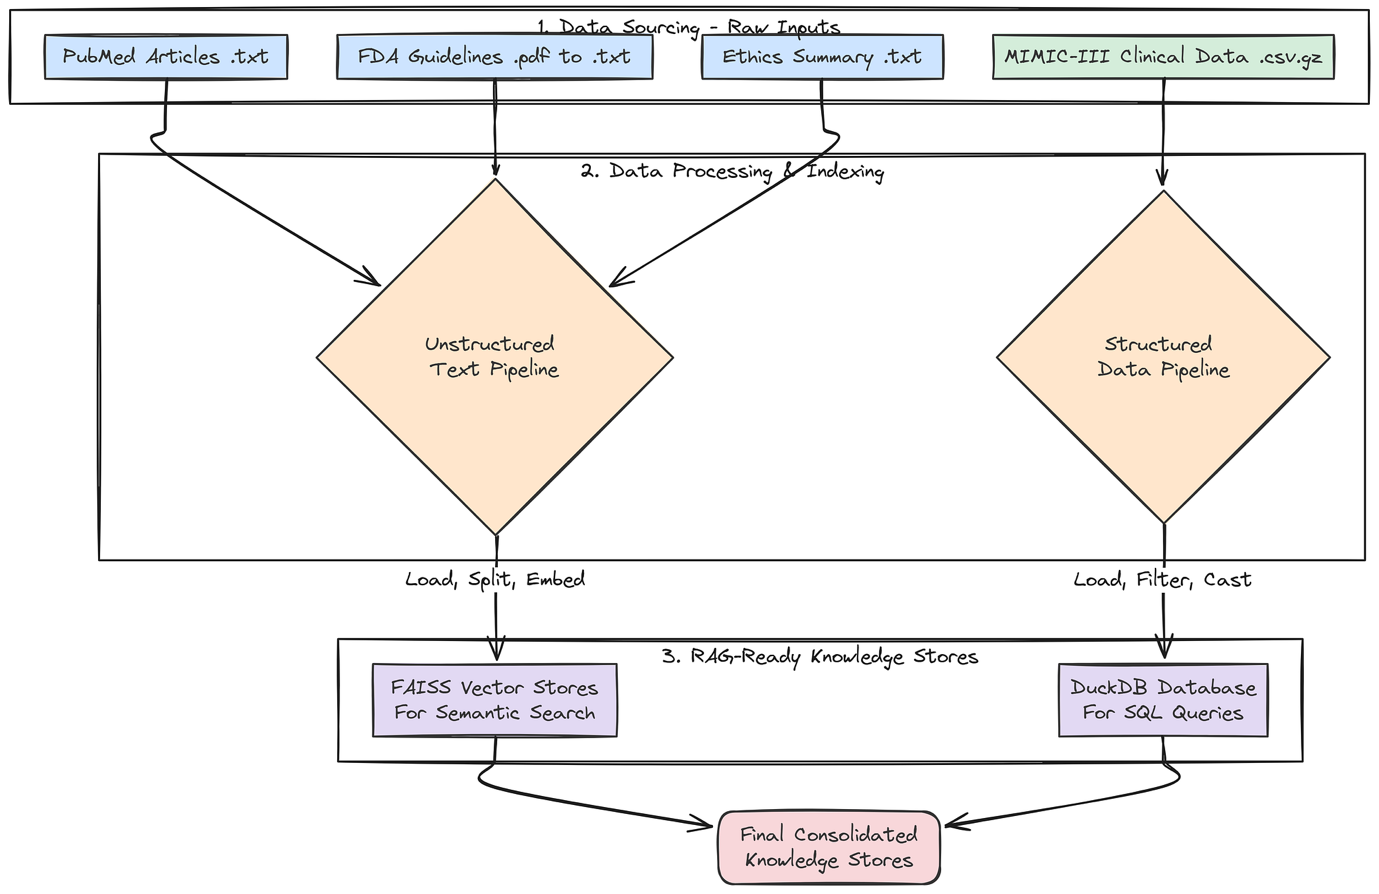 1. Data Sourcing - Raw Inputs
PubMed Articles .txt
FDA Guidelines .pdf to .txt
Ethics Summary .txt
MIMIC-III Clinical Data .csv.gz
2. Data Processing & Indexing
Unstructured
Text Pipeline
Structured
Data Pipeline
Load, Split, Embed
Load, Filter, Cast
3. RAG-Ready Knowledge Stores
FAISS Vector Stores
For Semantic Search
DuckDB Database
For SQL Queries
Final Consolidated
Knowledge Stores